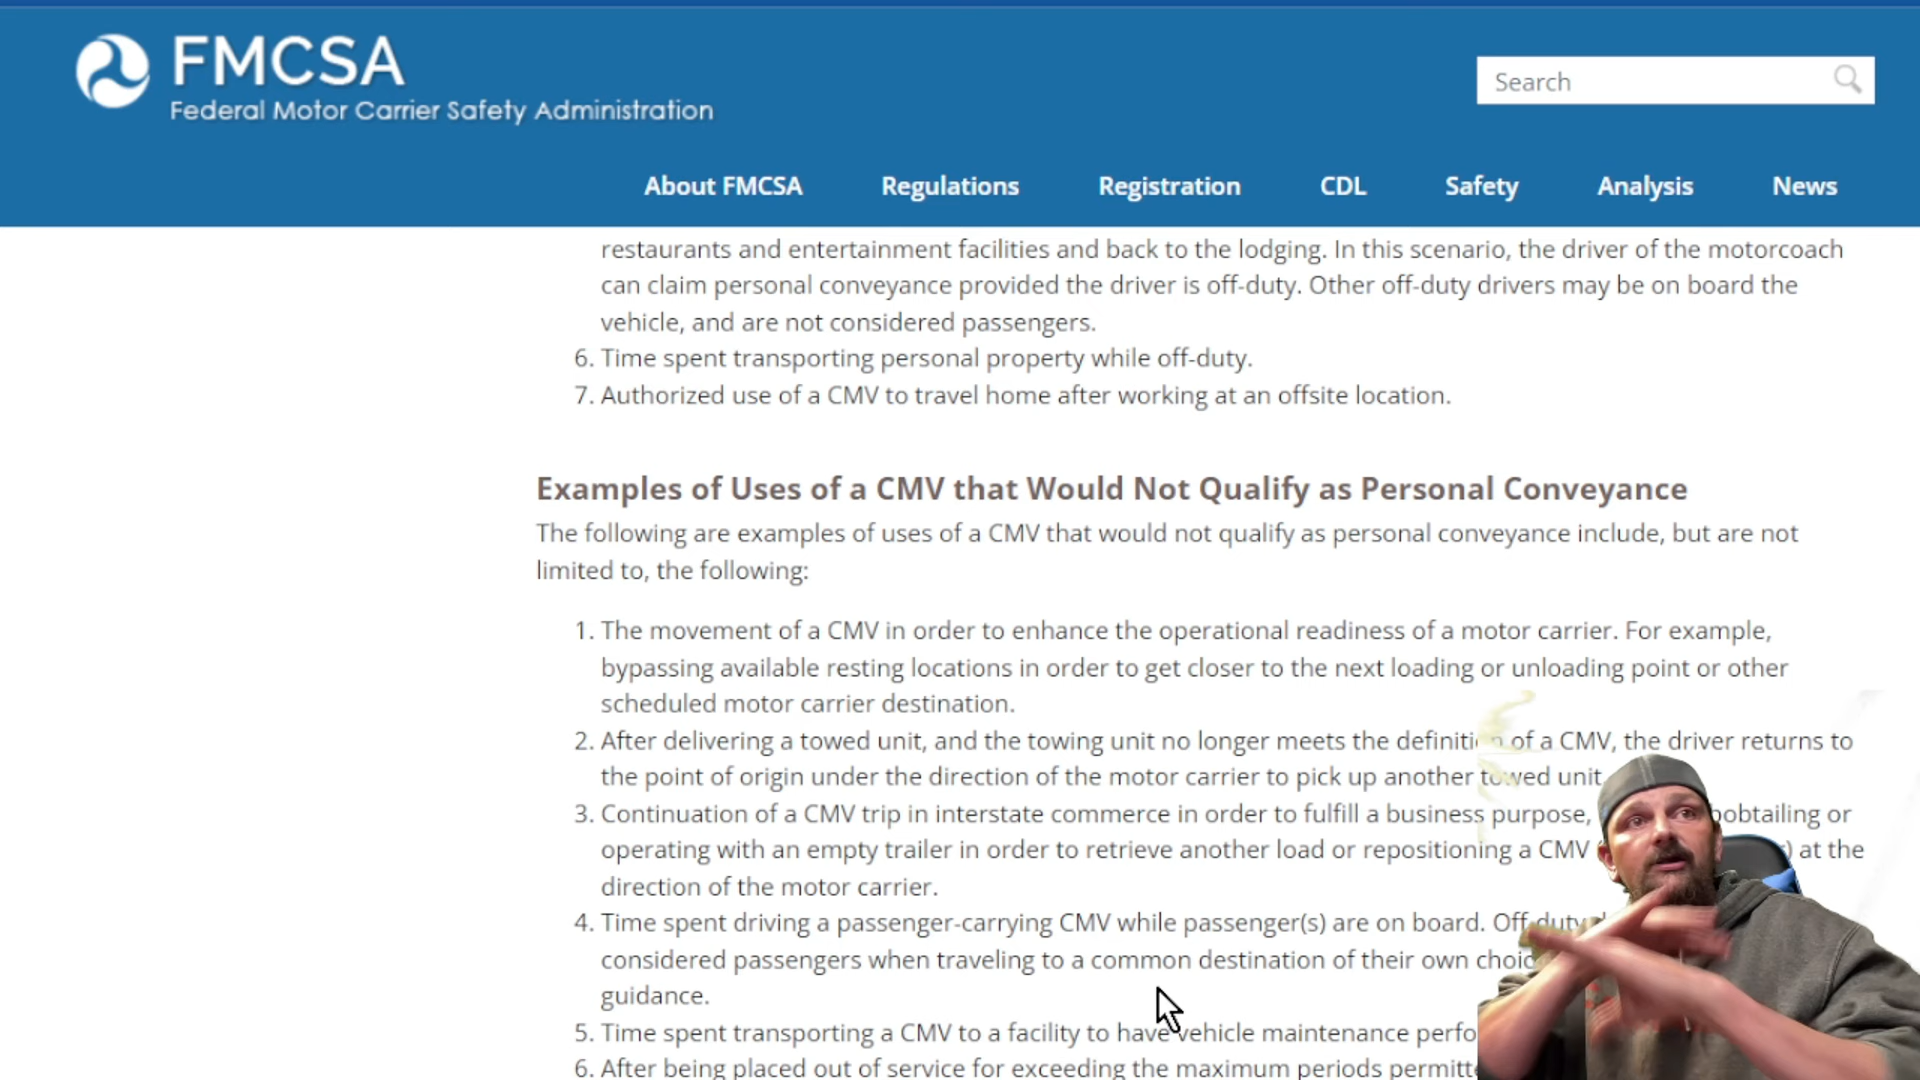 FMCSA
Federal Motor Carrier Safety Administration
Search
About FMCSA Regulations Registration CDL Safety Analysis News
restaurants and entertainment facilities and back to the lodging. In this scenario, the driver of the motorcoach
can claim personal conveyance provided the driver is off-duty. Other off-duty drivers may be on board the
vehicle, and are not considered passengers.
6. Time spent transporting personal property while off-duty.
7. Authorized use of a CMV to travel home after working at an offsite location.
Examples of Uses of a CMV that Would Not Qualify as Personal Conveyance
The following are examples of uses of a CMV that would not qualify as personal conveyance include, but are not
limited to, the following:
1. The movement of a CMV in order to enhance the operational readiness of a motor carrier. For example,
bypassing available resting locations in order to get closer to the next loading or unloading point or other
scheduled motor carrier destination.
2. After delivering a towed unit, and the towing unit no longer meets the definition of a CMV, the driver returns to
the point of origin under the direction of the motor carrier to pick up another towed unit.
3. Continuation of a CMV trip in interstate commerce in order to fulfill a business purpose, bobtailing or
operating with an empty trailer in order to retrieve another load or repositioning a CMV at the
direction of the motor carrier.
4. Time spent driving a passenger-carrying CMV while passenger(s) are on board. Off-duty
considered passengers when traveling to a common destination of their own
guidance.
5. Time spent transporting a CMV to a facility to have vehicle maintenance
6. After being placed out of service for exceeding the maximum periods